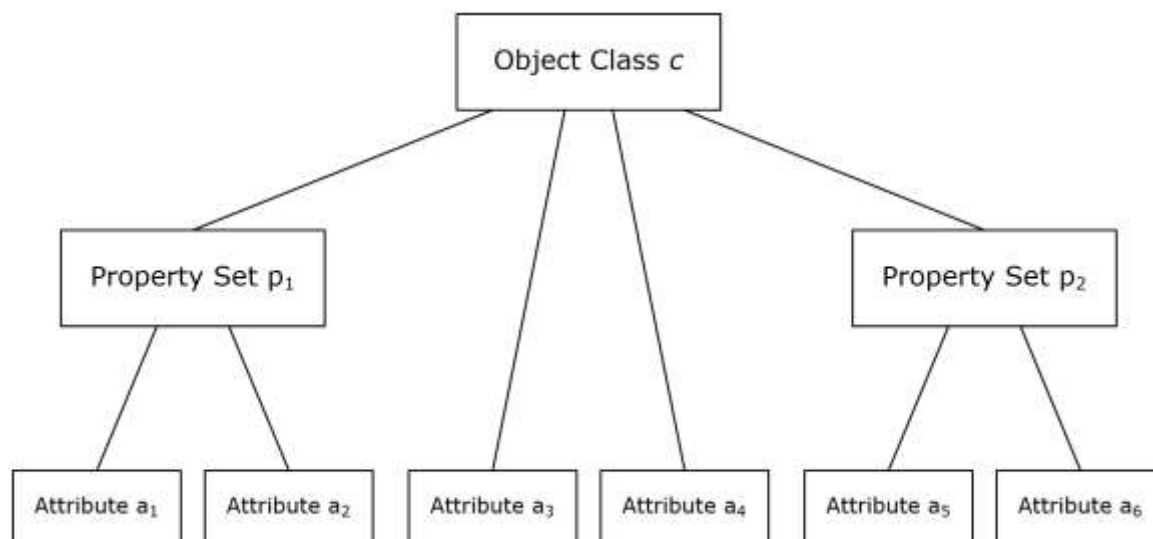 Object Class c
Property Set p₁
Property Set p₂
Attribute a₁
Attribute a₂
Attribute a₃
Attribute a₄
Attribute a₅
Attribute a₆